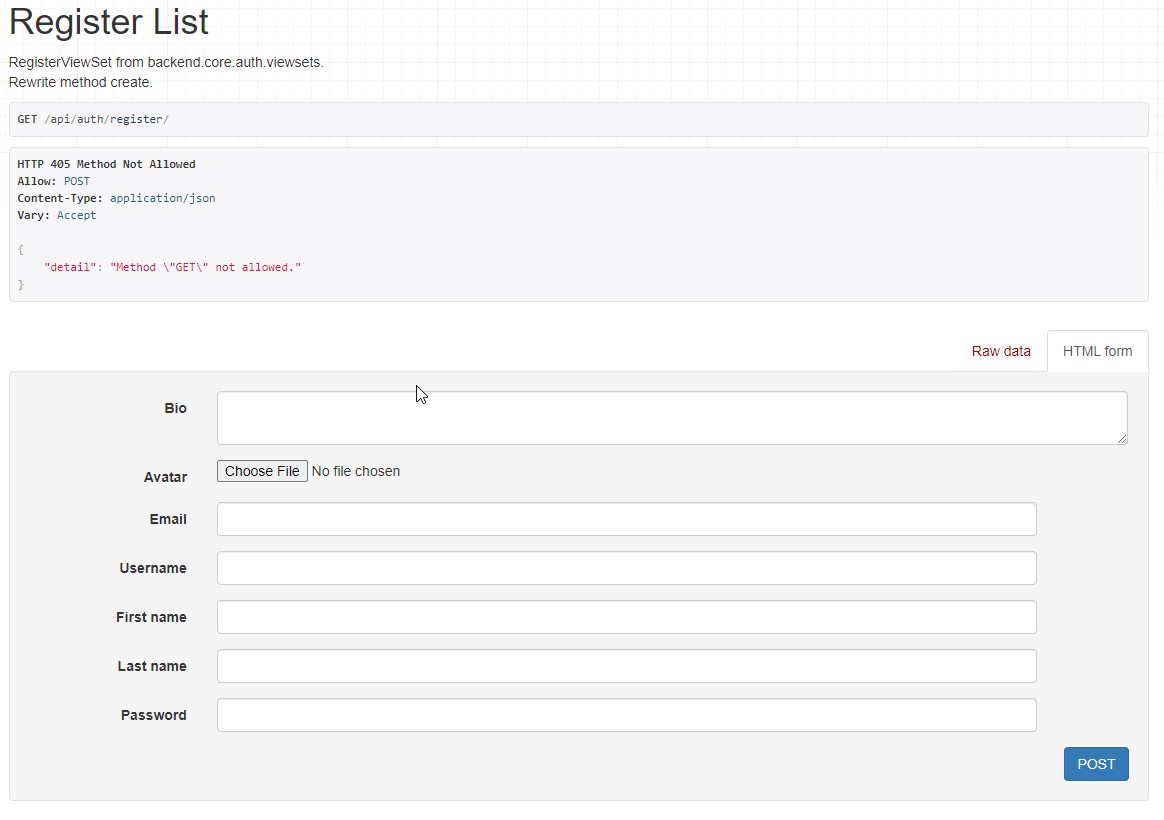 Register List
RegisterViewSet from backend.core.auth.viewsets.
Rewrite method create.
GET /api/auth/register/
HTTP 405 Method Not Allowed
Allow: POST
Content-Type: application/json
Vary: Accept
{
"detail": "Method \"GET\" not allowed."
}
Raw data
HTML form
Bio
Avatar
Choose File No file chosen
Email
Username
First name
Last name
Password
POST